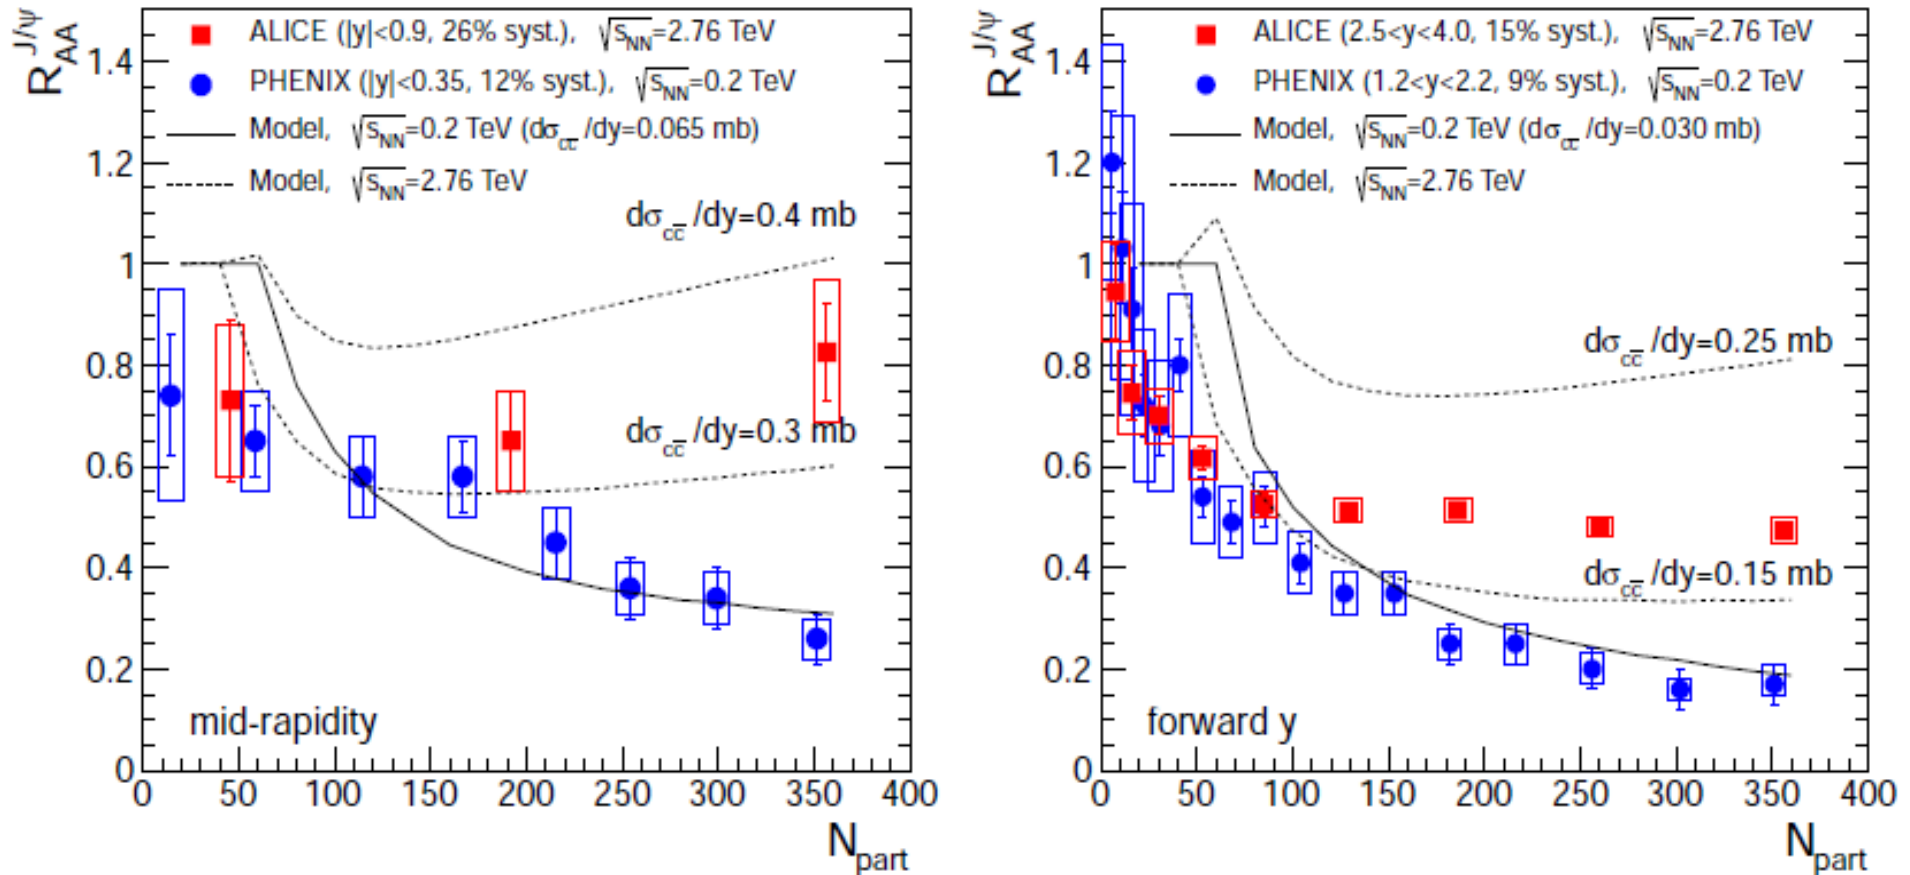 R_AA^J/ψ
ALICE (|y|<0.9, 26% syst.), √s_NN=2.76 TeV
PHENIX (|y|<0.35, 12% syst.), √s_NN=0.2 TeV
Model, √s_NN=0.2 TeV (dσ_cc̅/dy=0.065 mb)
Model, √s_NN=2.76 TeV
dσ_cc̅/dy=0.4 mb
dσ_cc̅/dy=0.3 mb
mid-rapidity
1.4
1.2
1
0.8
0.6
0.4
0.2
0
0 50 100 150 200 250 300 350 400
N_part
R_AA^J/ψ
ALICE (2.5<y<4.0, 15% syst.), √s_NN=2.76 TeV
PHENIX (1.2<y<2.2, 9% syst.), √s_NN=0.2 TeV
Model, √s_NN=0.2 TeV (dσ_cc̅/dy=0.030 mb)
Model, √s_NN=2.76 TeV
dσ_cc̅/dy=0.25 mb
dσ_cc̅/dy=0.15 mb
forward y
1.4
1.2
1
0.8
0.6
0.4
0.2
0
0 50 100 150 200 250 300 350 400
N_part